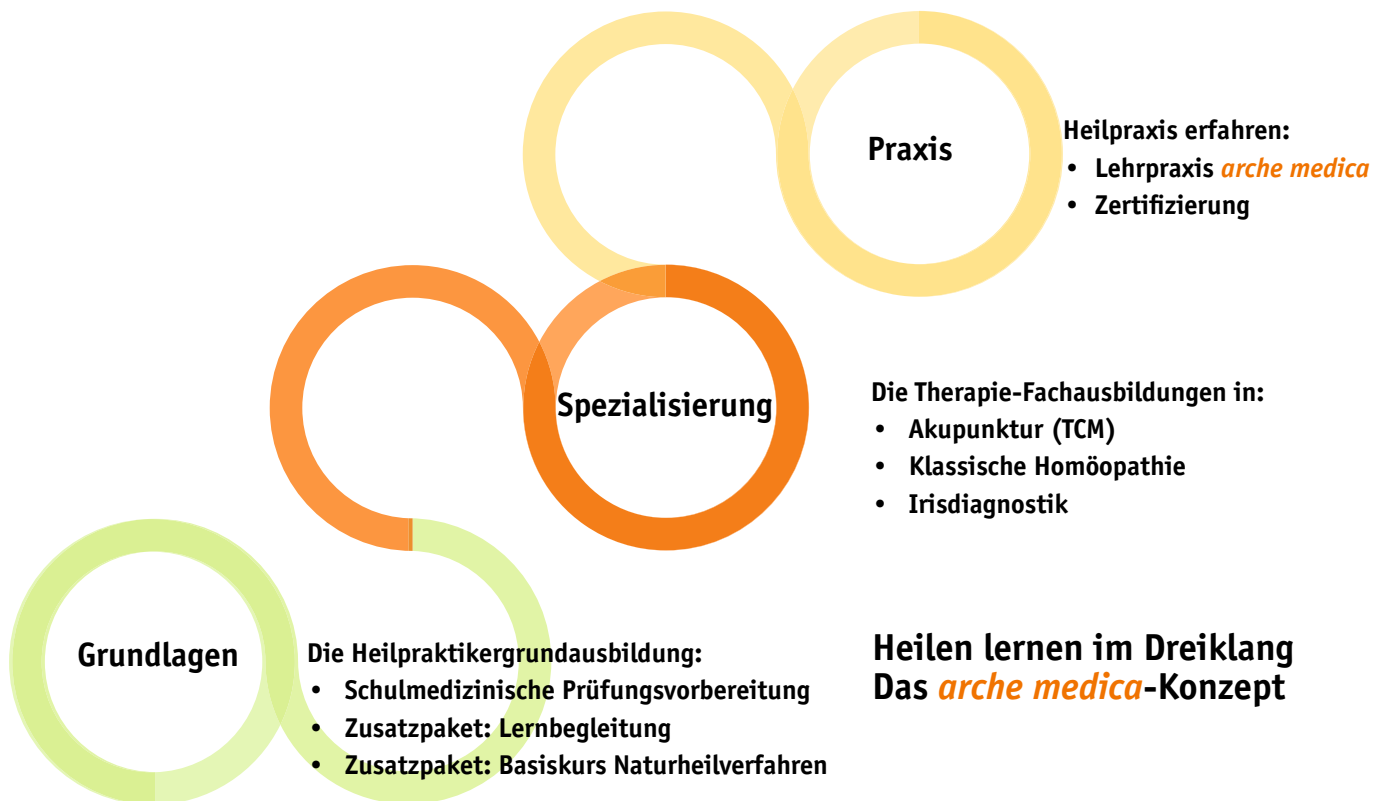 Praxis
Heilpraxis erfahren:
• Lehrpraxis arche medica
• Zertifizierung
Spezialisierung
Die Therapie-Fachausbildungen in:
• Akupunktur (TCM)
• Klassische Homöopathie
• Irisdiagnostik
Grundlagen
Die Heilpraktikergrundausbildung:
• Schulmedizinische Prüfungsvorbereitung
• Zusatzpaket: Lernbegleitung
• Zusatzpaket: Basiskurs Naturheilverfahren
Heilen lernen im Dreiklang
Das arche medica-Konzept